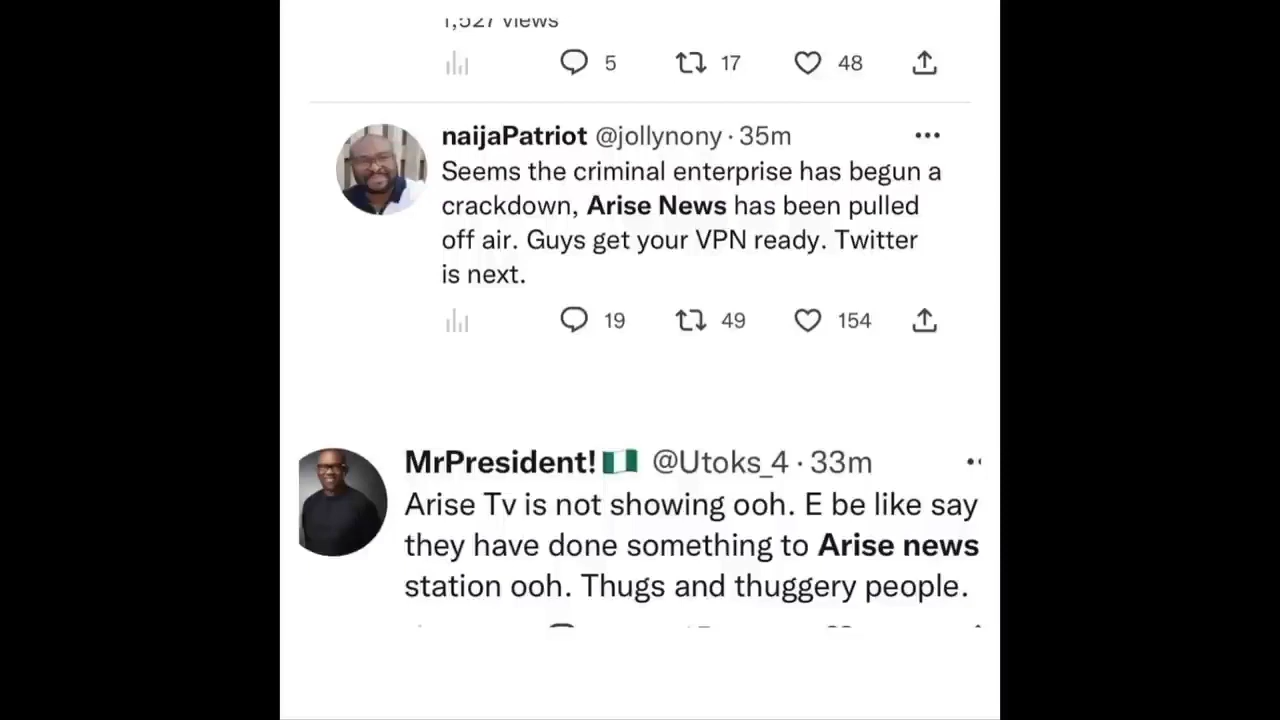 1,527 views
5 17 48
naijaPatriot @jollynony · 35m
Seems the criminal enterprise has begun a
crackdown, Arise News has been pulled
off air. Guys get your VPN ready. Twitter
is next.
19 49 154
MrPresident! @Utoks_4 · 33m
Arise Tv is not showing ooh. E be like say
they have done something to Arise news
station ooh. Thugs and thuggery people.